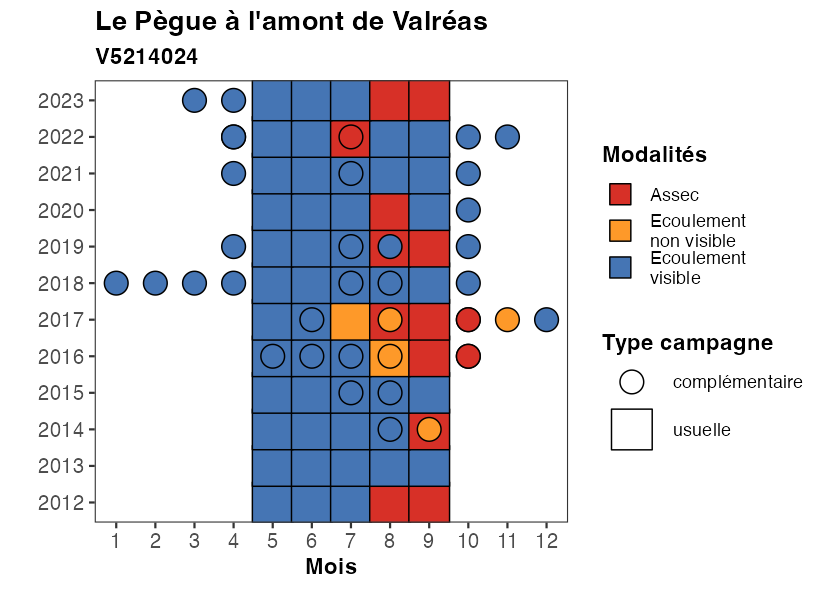 Le Pègue à l'amont de Valréas
V5214024
2023
2022
2021
2020
2019
2018
2017
2016
2015
2014
2013
2012
1 2 3 4 5 6 7 8 9 10 11 12
Mois
Modalités
Assec
Ecoulement
non visible
Ecoulement
visible
Type campagne
complémentaire
usuelle